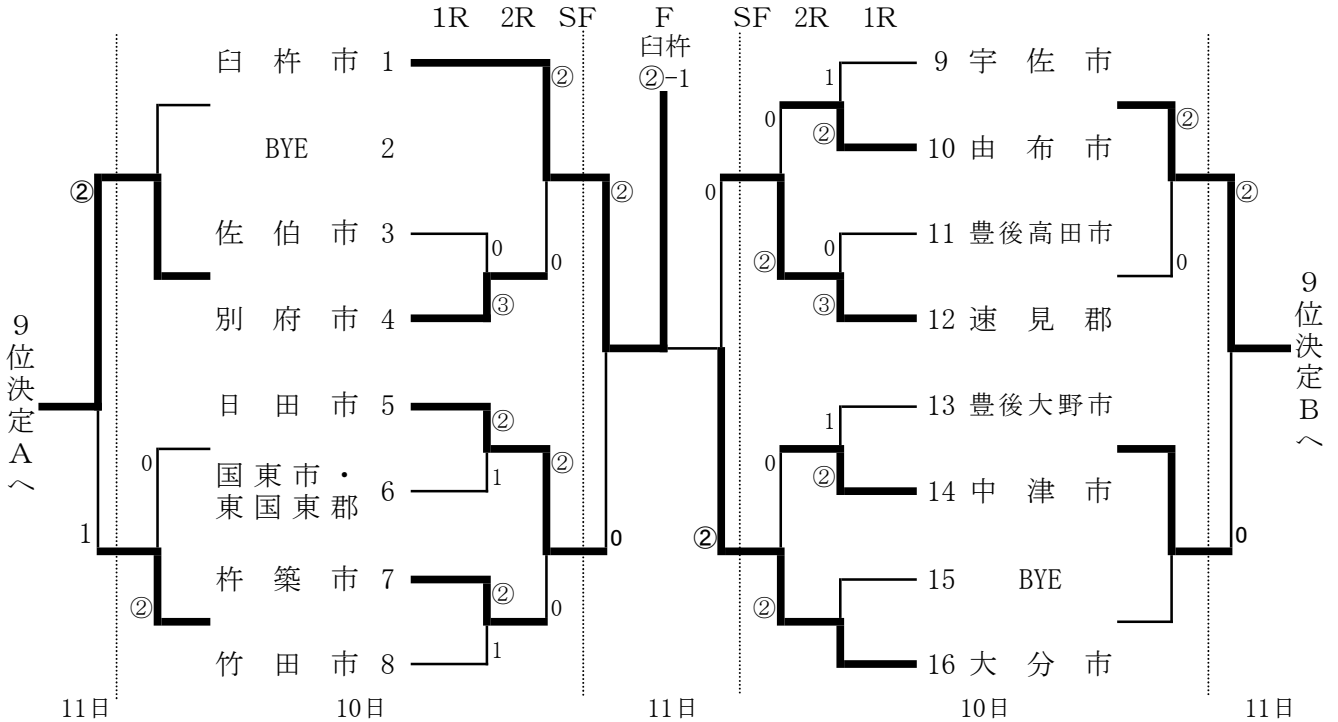 1R 2R SF F SF 2R 1R
臼杵
②-1
臼杵市 1
BYE 2
佐伯市 3
別府市 4
日田市 5
国東市・
東国東郡 6
杵築市 7
竹田市 8
②
0
0
③
②
②
1
②
②
0
1
0
②
0
1
②
9位決定Aへ
9 宇佐市
10 由布市
11 豊後高田市
12 速見郡
13 豊後大野市
14 中津市
15 BYE
16 大分市
1
0
②
0
0
②
③
1
0
②
②
②
②
②
0
0
9位決定Bへ
11日 10日 11日 10日 11日